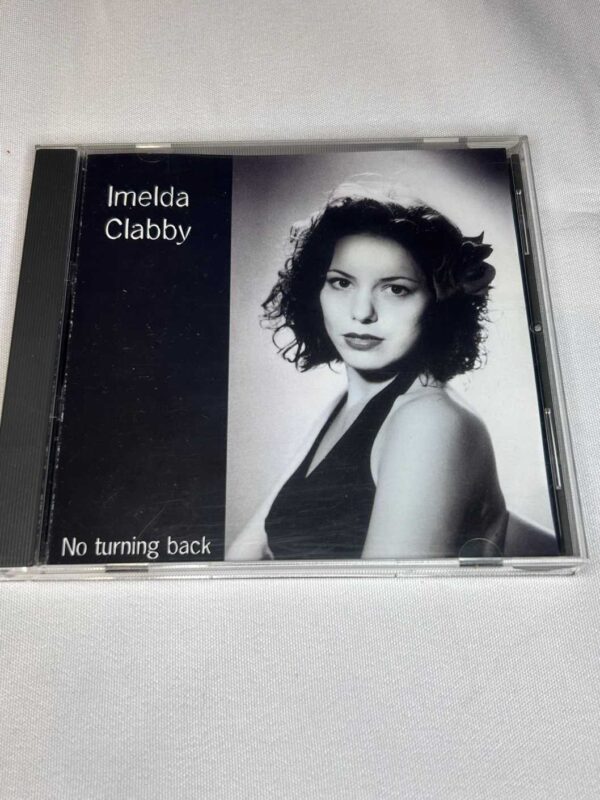 Imelda
Clabby
No turning back